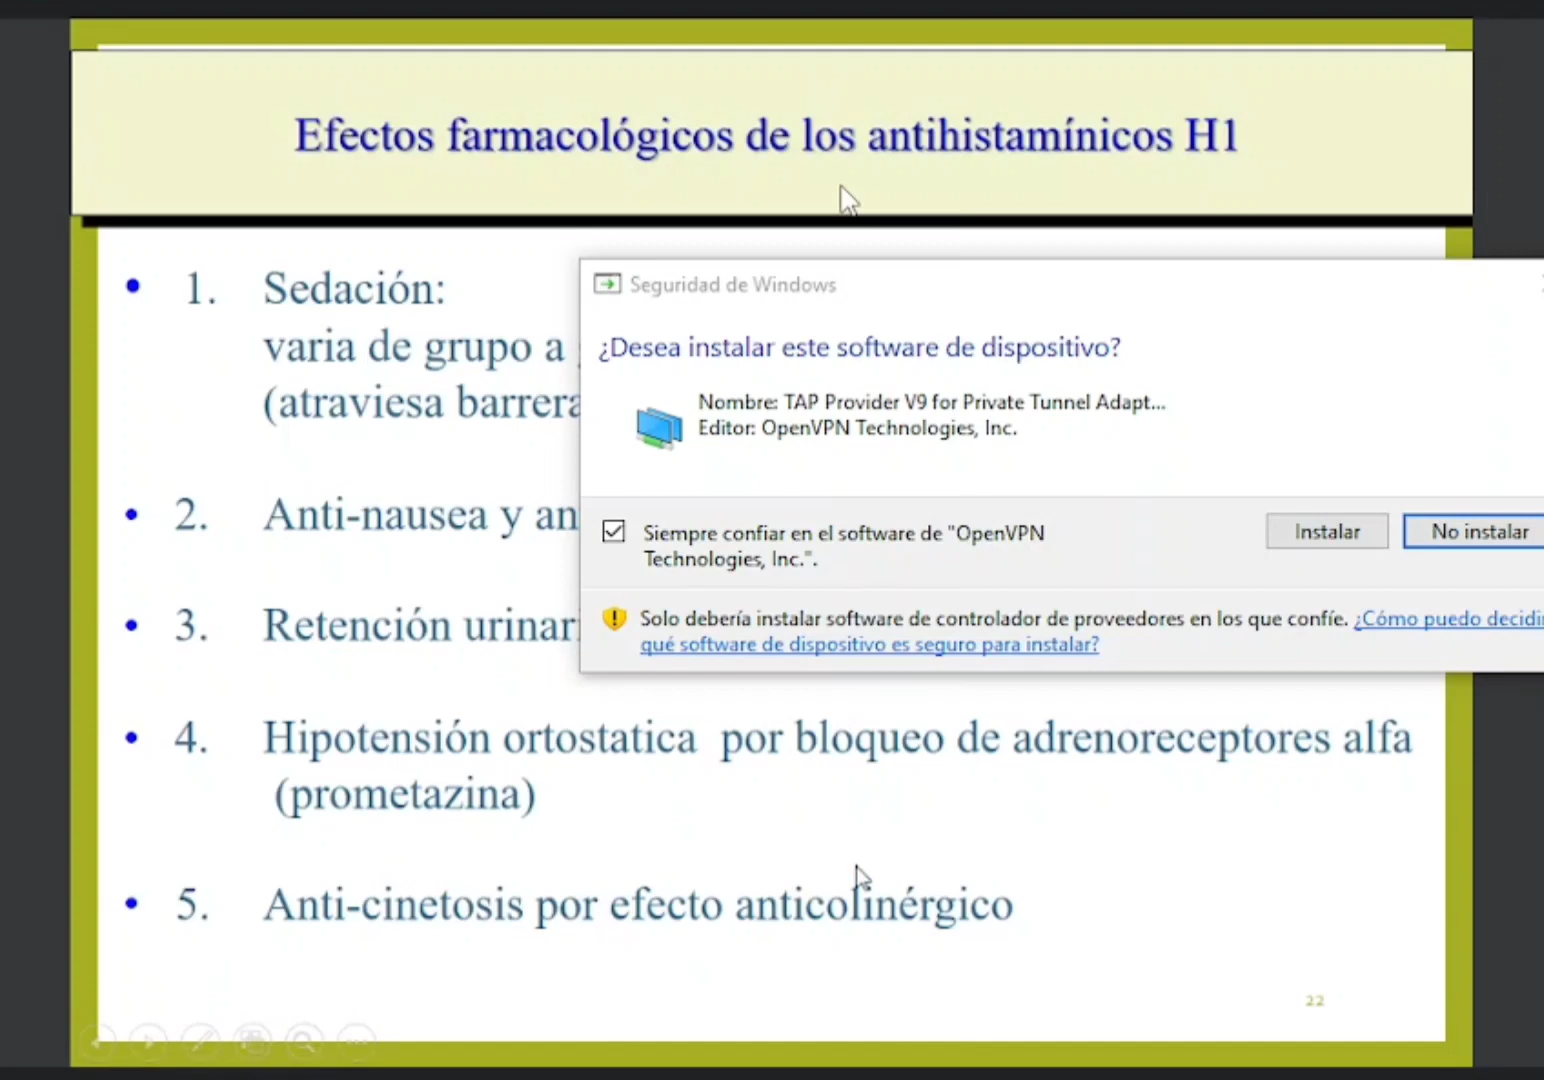 Efectos farmacológicos de los antihistamínicos H1
• 1. Sedación:
varia de grupo a
(atraviesa barrera
• 2. Anti-nausea y an
• 3. Retención urinari
• 4. Hipotensión ortostatica por bloqueo de adrenoreceptores alfa
(prometazina)
• 5. Anti-cinetosis por efecto anticolinérgico
22
Seguridad de Windows
¿Desea instalar este software de dispositivo?
Nombre: TAP Provider V9 for Private Tunnel Adapt...
Editor: OpenVPN Technologies, Inc.
Siempre confiar en el software de "OpenVPN
Technologies, Inc.".
Instalar
No instalar
Solo debería instalar software de controlador de proveedores en los que confíe. ¿Cómo puedo decidi
qué software de dispositivo es seguro para instalar?